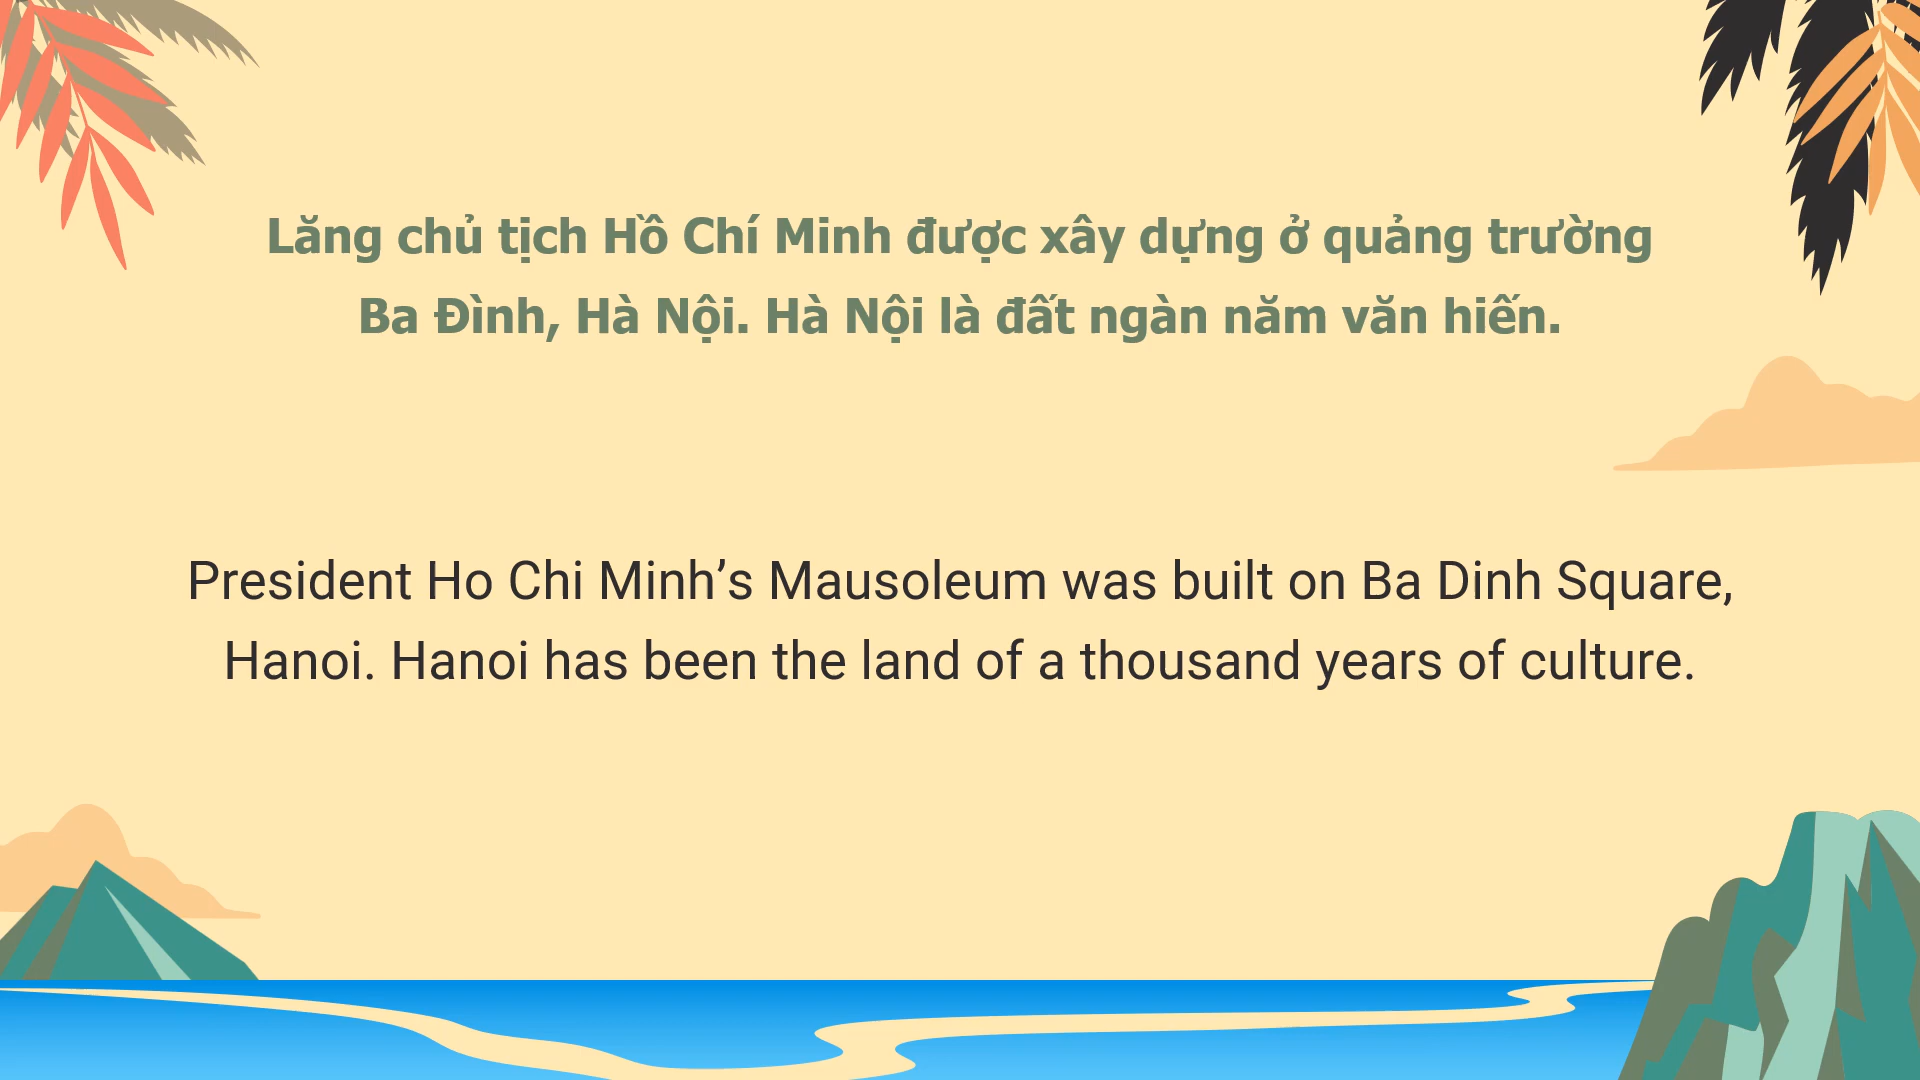 Lăng chủ tịch Hồ Chí Minh được xây dựng ở quảng trường
Ba Đình, Hà Nội. Hà Nội là đất ngàn năm văn hiến.
President Ho Chi Minh’s Mausoleum was built on Ba Dinh Square,
Hanoi. Hanoi has been the land of a thousand years of culture.